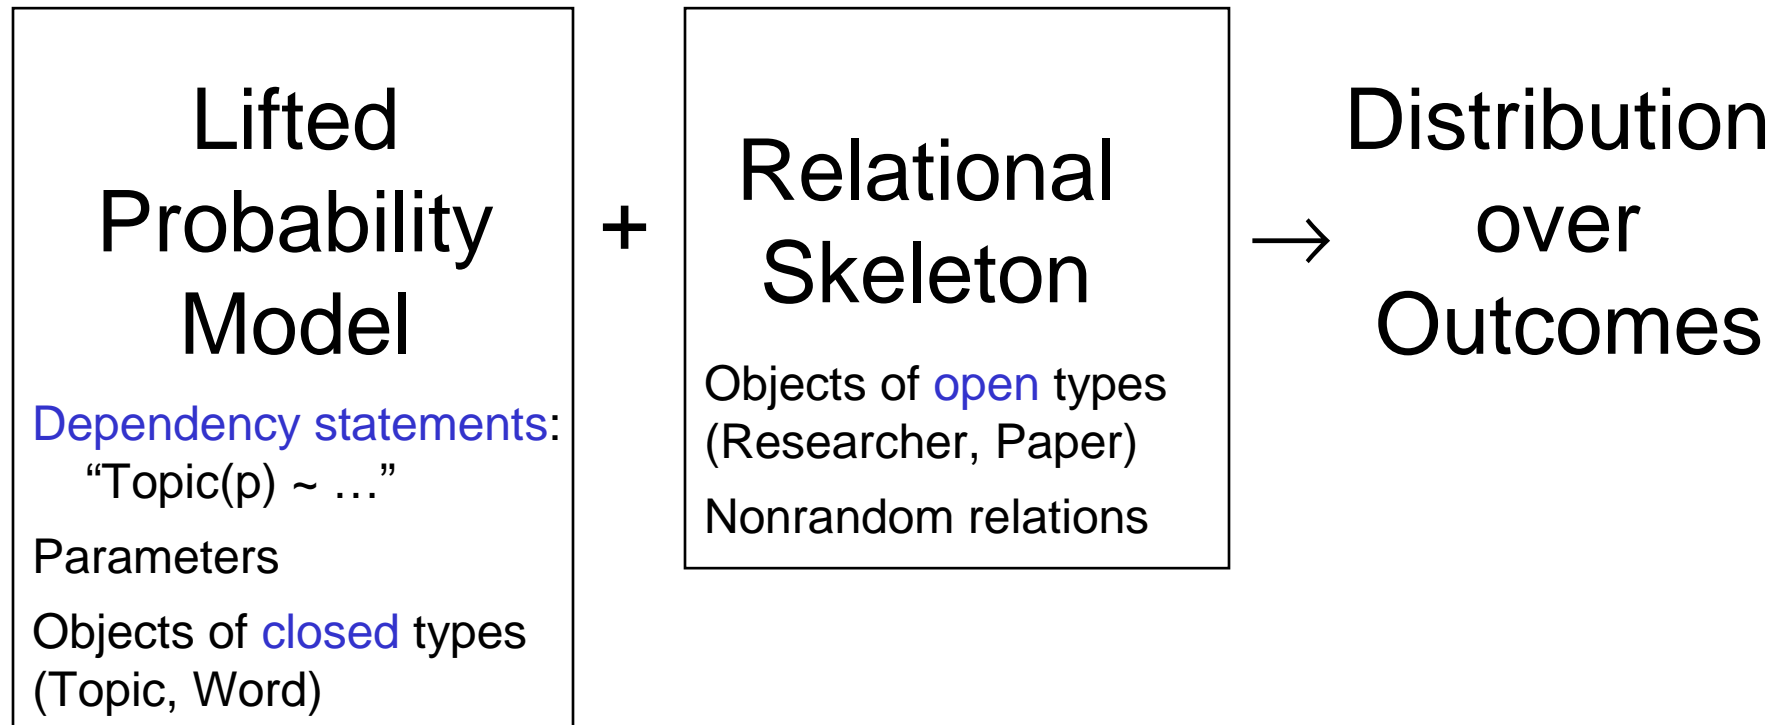 Lifted
Probability
Model
Dependency statements:
“Topic(p) ~ …”
Parameters
Objects of closed types
(Topic, Word)
+
Relational
Skeleton
Objects of open types
(Researcher, Paper)
Nonrandom relations
→
Distribution
over
Outcomes